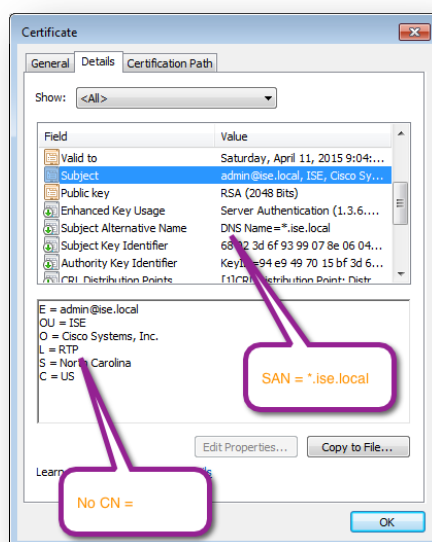 Certificate
General Details Certification Path
Show: <All>
Field Value
Valid to Saturday, April 11, 2015 9:04:...
Subject admin@ise.local, ISE, Cisco Sy...
Public key RSA (2048 Bits)
Enhanced Key Usage Server Authentication (1.3.6....
Subject Alternative Name DNS Name=*.ise.local
Subject Key Identifier 68 92 3d 6f 93 99 07 8e 06 04...
Authority Key Identifier KeyID=94 e9 49 70 15 bf 3d 6...
CRL Distribution Points [1]CRL Distribution Point: Distr...
E = admin@ise.local
OU = ISE
O = Cisco Systems, Inc.
L = RTP
S = North Carolina
C = US
SAN = *.ise.local
Edit Properties... Copy to File...
Learn
No CN =
OK